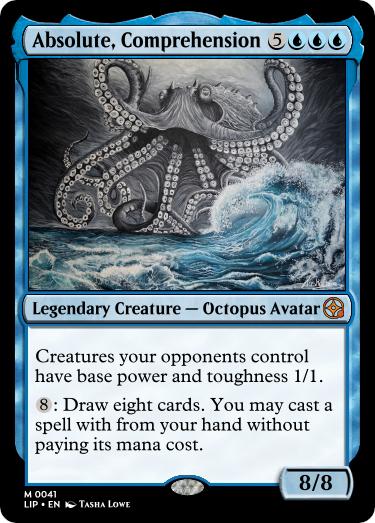 Absolute, Comprehension 5
Legendary Creature — Octopus Avatar
Creatures your opponents control
have base power and toughness 1/1.
8: Draw eight cards. You may cast a
spell with from your hand without
paying its mana cost.
8/8
M 0041
LIP • EN Tasha Lowe